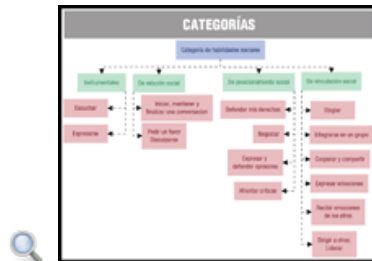 CATEGORÍAS
Categoría de habilidades sociales
Instrumentales
De relación social
De posicionamiento social
De vinculación social
Escuchar
Expresarse
Iniciar, mantener y
finalizar una conversación
Pedir un favor
Disculparse
Defender mis derechos
Negociar
Expresar y
defender opiniones
Afrontar críticas
Elogiar
Integrarse en un grupo
Cooperar y compartir
Expresar emociones
Recibir emociones
de los otros
Dirigir a otros:
Liderar